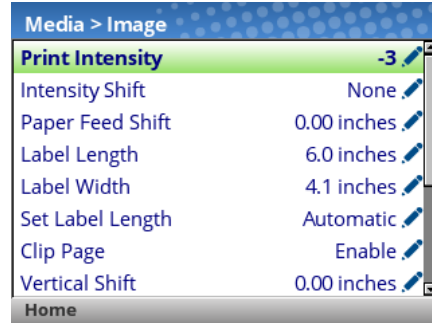 Media > Image
Print Intensity -3
Intensity Shift None
Paper Feed Shift 0.00 inches
Label Length 6.0 inches
Label Width 4.1 inches
Set Label Length Automatic
Clip Page Enable
Vertical Shift 0.00 inches
Home